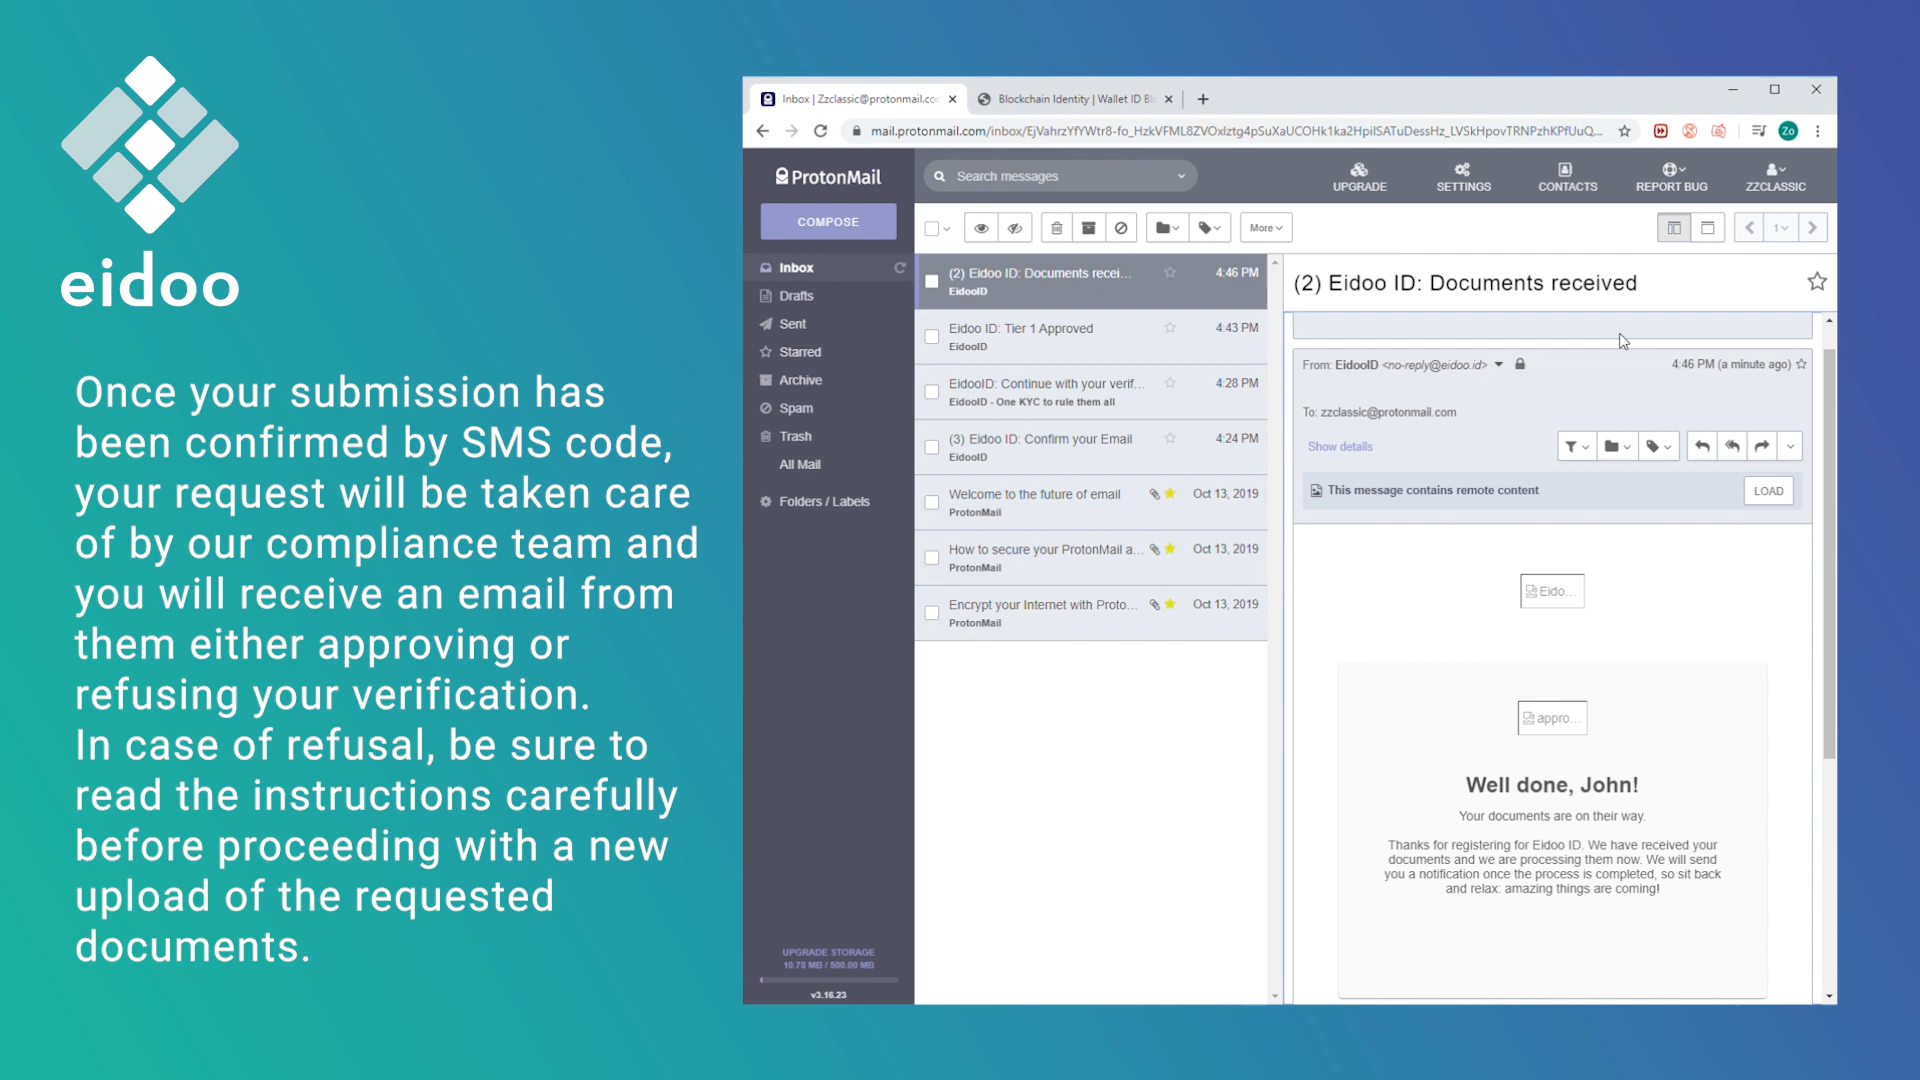 eidoo
Once your submission has
been confirmed by SMS code,
your request will be taken care
of by our compliance team and
you will receive an email from
them either approving or
refusing your verification.
In case of refusal, be sure to
read the instructions carefully
before proceeding with a new
upload of the requested
documents.
Inbox | Zzclassic@protonmail.co
Blockchain Identity | Wallet ID
mail.protonmail.com/inbox/
Zo
ProtonMail
Search messages
UPGRADE
SETTINGS
CONTACTS
REPORT BUG
ZZCLASSIC
COMPOSE
More
1
Inbox
Drafts
Sent
Starred
Archive
Spam
Trash
All Mail
Folders / Labels
UPGRADE STORAGE
10.78 MB / 500.00 MB
v3.16.23
(2) Eidoo ID: Documents recei... 4:46 PM
EidooID
Eidoo ID: Tier 1 Approved 4:43 PM
EidooID
EidooID: Continue with your verif... 4:28 PM
EidooID - One KYC to rule them all
(3) Eidoo ID: Confirm your Email 4:24 PM
EidooID
Welcome to the future of email Oct 13, 2019
ProtonMail
How to secure your ProtonMail a... Oct 13, 2019
ProtonMail
Encrypt your Internet with Proto... Oct 13, 2019
ProtonMail
(2) Eidoo ID: Documents received
From: EidooID <no-reply@eidoo.id> 4:46 PM (a minute ago)
To: zzclassic@protonmail.com
Show details
This message contains remote content LOAD
Eido...
appro...
Well done, John!
Your documents are on their way.
Thanks for registering for Eidoo ID. We have received your
documents and we are processing them now. We will send
you a notification once the process is completed, so sit back
and relax: amazing things are coming!